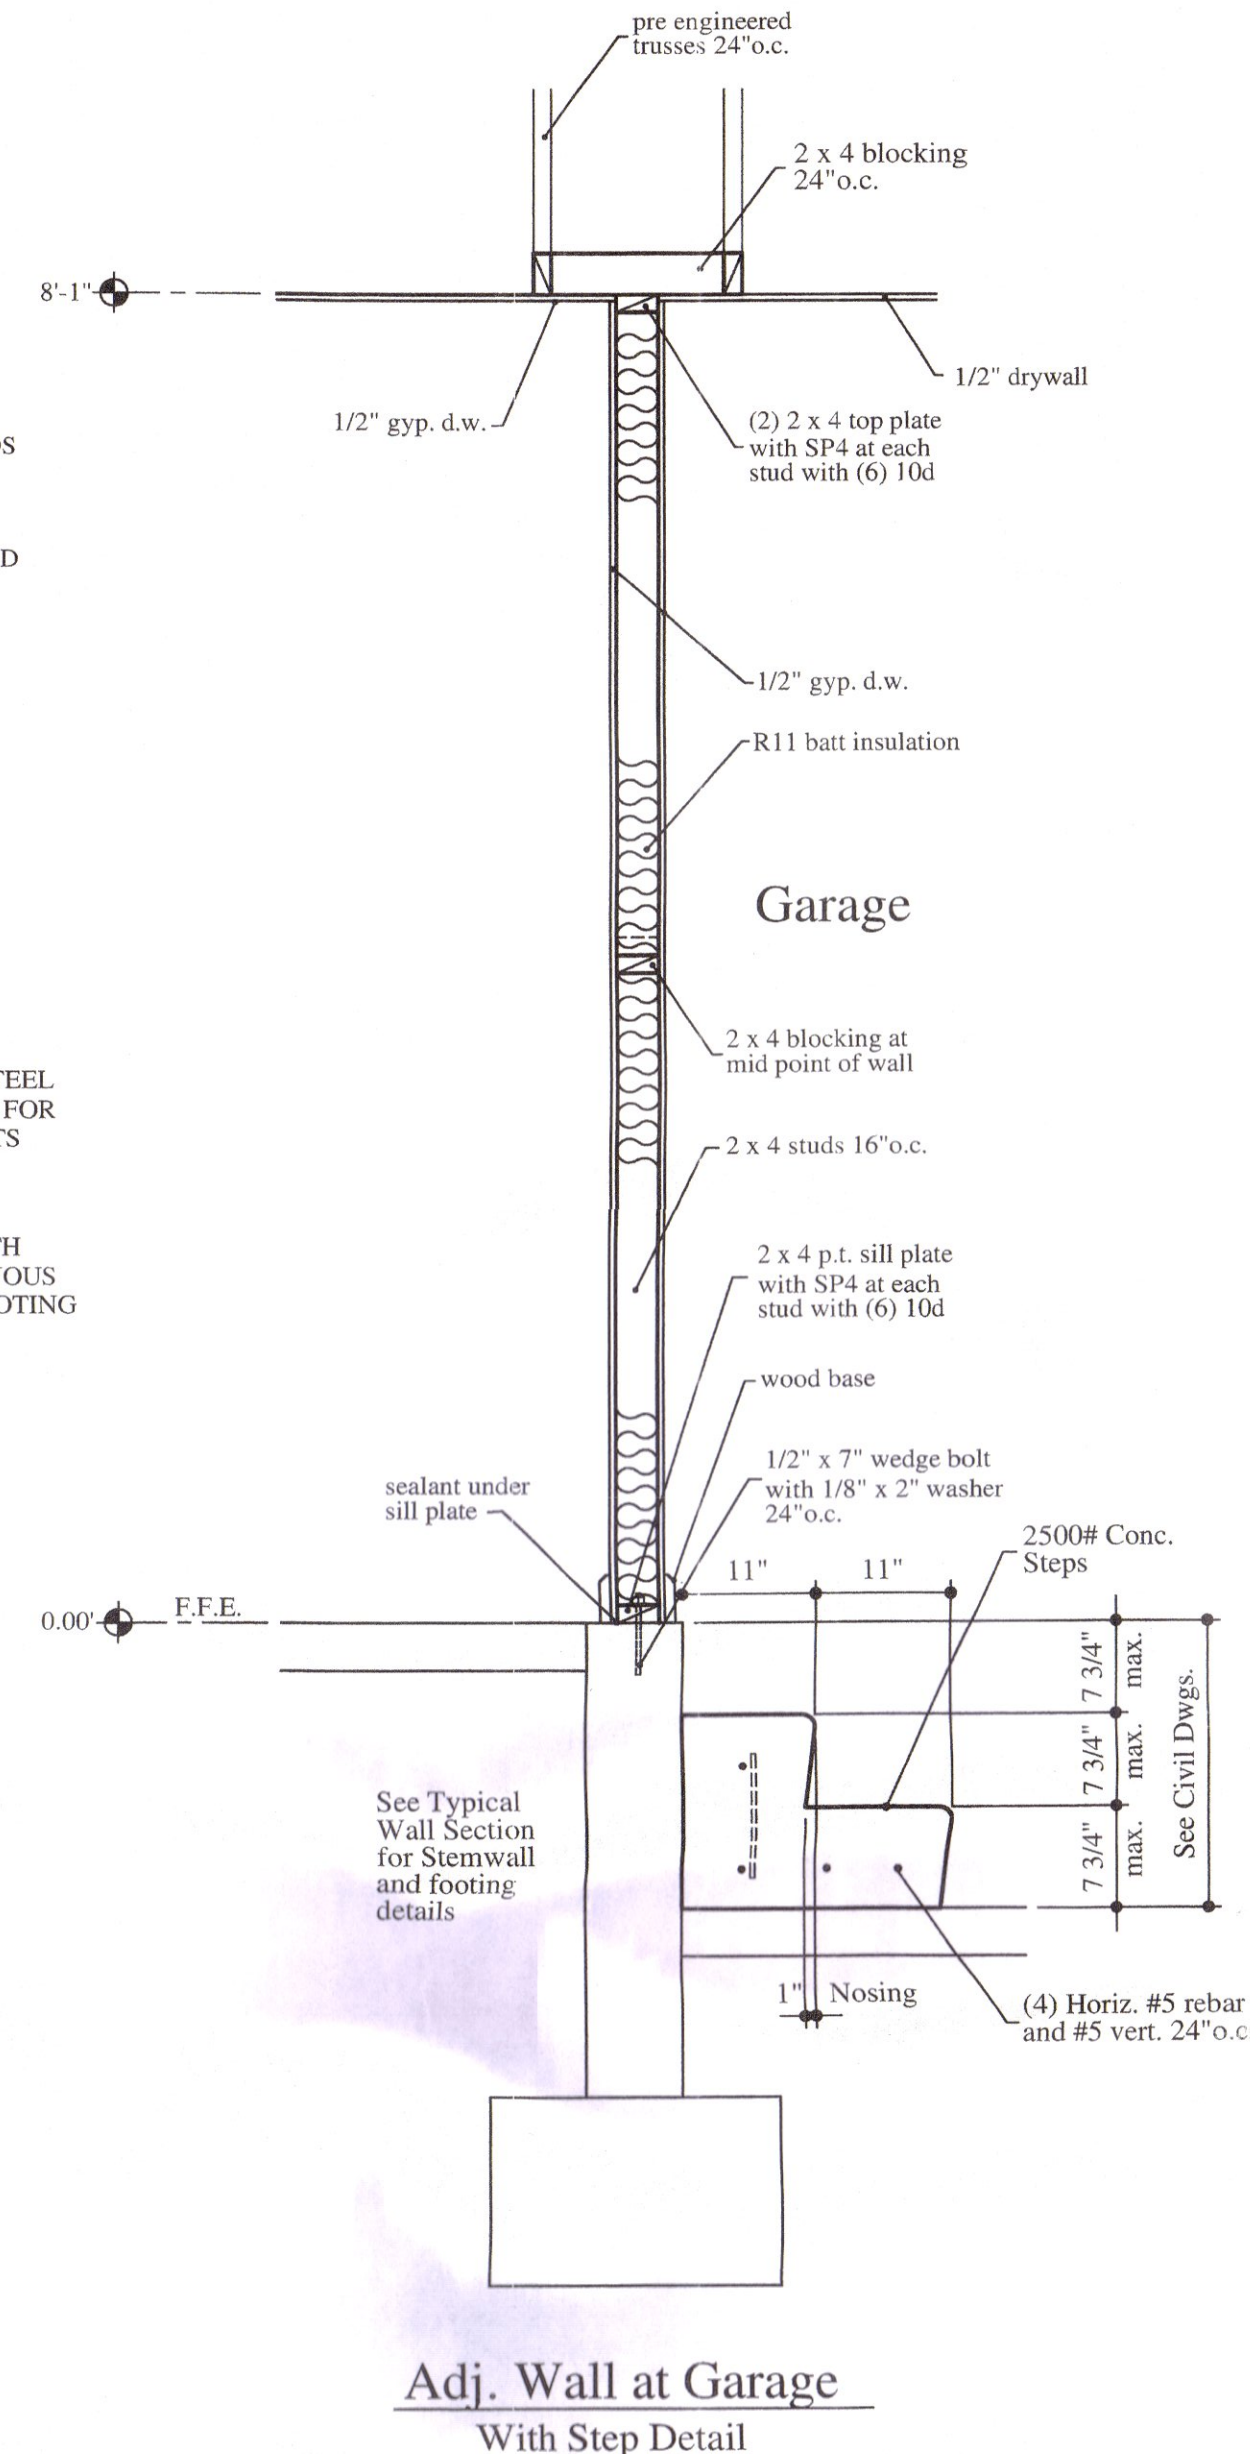 pre engineered
trusses 24"o.c.
2 x 4 blocking
24"o.c.
8'-1"
1/2" drywall
1/2" gyp. d.w.
(2) 2 x 4 top plate
with SP4 at each
stud with (6) 10d
1/2" gyp. d.w.
R11 batt insulation
Garage
2 x 4 blocking at
mid point of wall
TEEL
FOR
TS
2 x 4 studs 16"o.c.
TH
UOUS
OOTING
2 x 4 p.t. sill plate
with SP4 at each
stud with (6) 10d
wood base
1/2" x 7" wedge bolt
with 1/8" x 2" washer
24"o.c.
sealant under
sill plate
2500# Conc.
Steps
11"
11"
0.00'
F.F.E.
7 3/4"
max.
7 3/4"
max.
7 3/4"
max.
See Civil Dwgs.
See Typical
Wall Section
for Stemwall
and footing
details
1"
Nosing
(4) Horiz. #5 rebar
and #5 vert. 24"o.c
Adj. Wall at Garage
With Step Detail